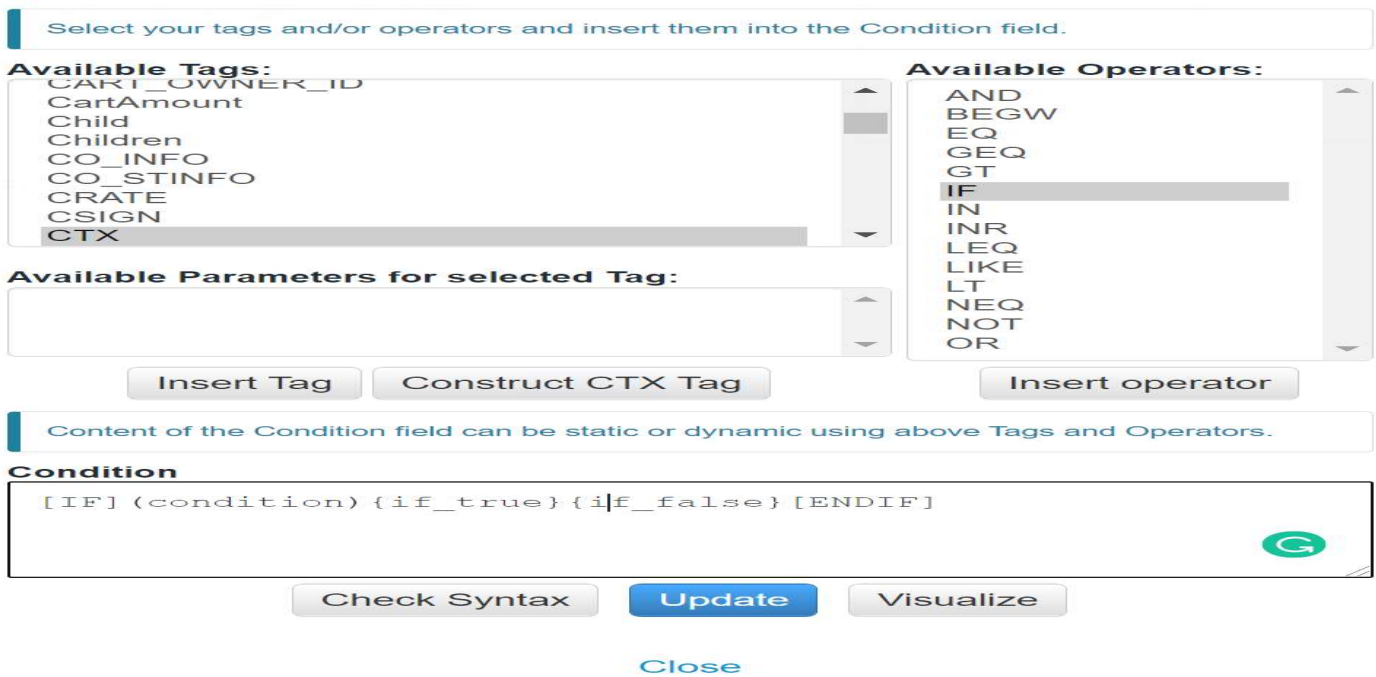 Select your tags and/or operators and insert them into the Condition field.
Available Tags:
CART_OWNER_ID
CartAmount
Child
Children
CO_INFO
CO_STINFO
CRATE
CSIGN
CTX
Available Operators:
AND
BEGW
EQ
GEQ
GT
IF
IN
INR
LEQ
LIKE
LT
NEQ
NOT
OR
Available Parameters for selected Tag:
Insert Tag
Construct CTX Tag
Insert operator
Content of the Condition field can be static or dynamic using above Tags and Operators.
Condition
[IF](condition){if_true}{if_false}[ENDIF]
G
Check Syntax
Update
Visualize
Close